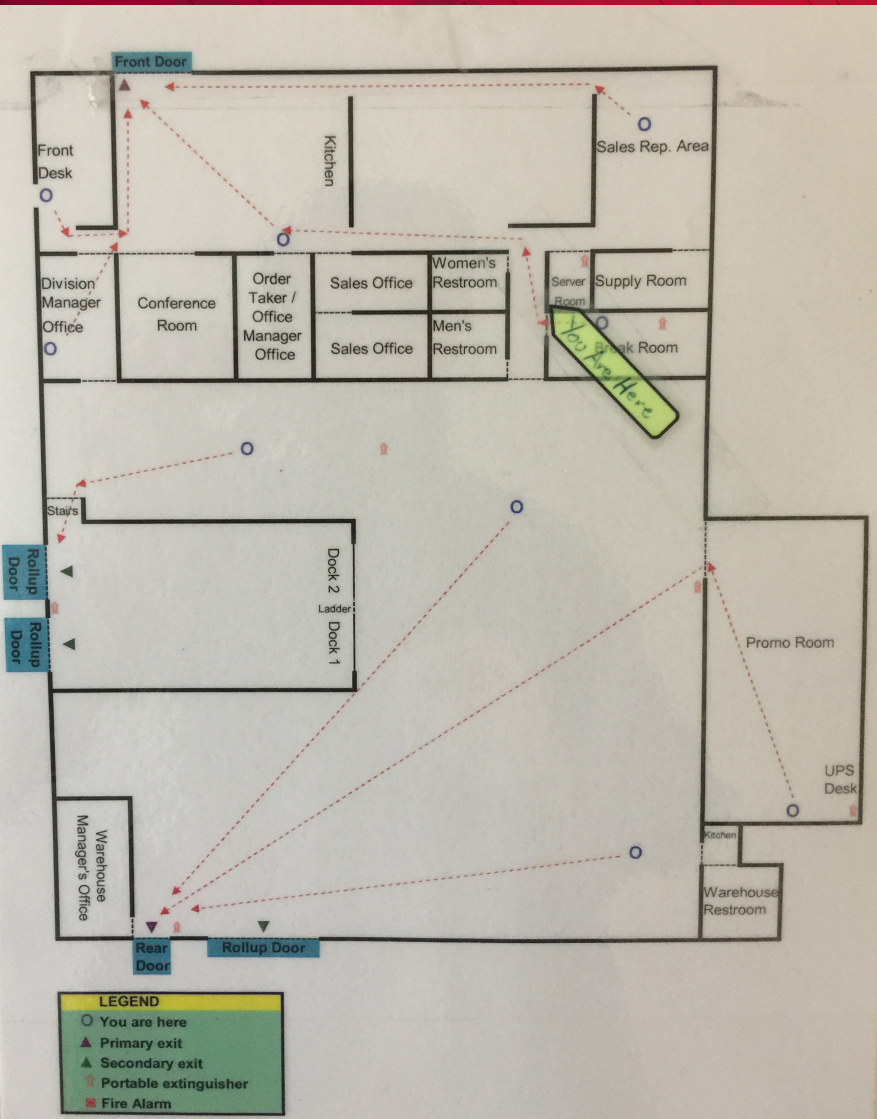 Front Door
Front
Desk
Kitchen
Sales Rep. Area
Division
Manager
Office
Conference
Room
Order
Taker /
Office
Manager
Office
Sales Office
Sales Office
Women's
Restroom
Men's
Restroom
Server
Room
Supply Room
Break Room
You Are Here
Stairs
Rollup
Door
Rollup
Door
Dock 2
Ladder
Dock 1
Promo Room
UPS
Desk
Kitchen
Warehouse
Restroom
Warehouse
Manager's Office
Rear
Door
Rollup Door
LEGEND
You are here
Primary exit
Secondary exit
Portable extinguisher
Fire Alarm